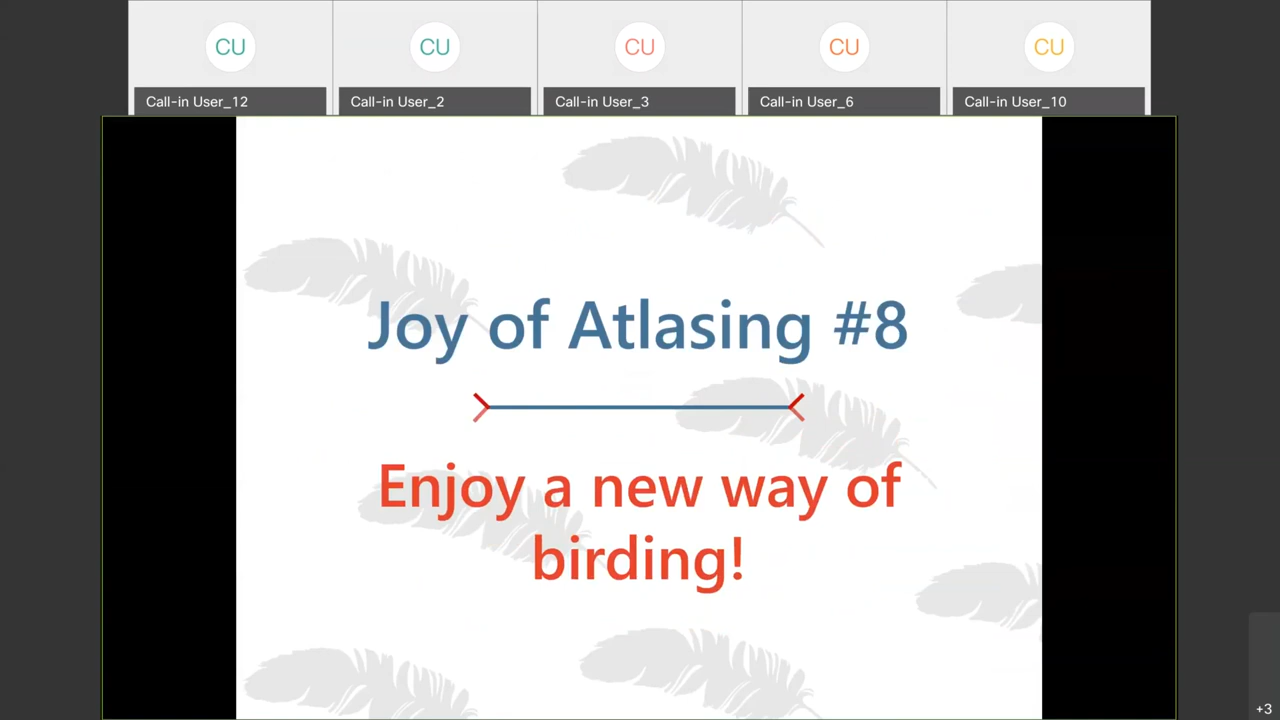 CU
CU
CU
CU
CU
Call-in User_12
Call-in User_2
Call-in User_3
Call-in User_6
Call-in User_10
Joy of Atlasing #8
Enjoy a new way of
birding!
+3